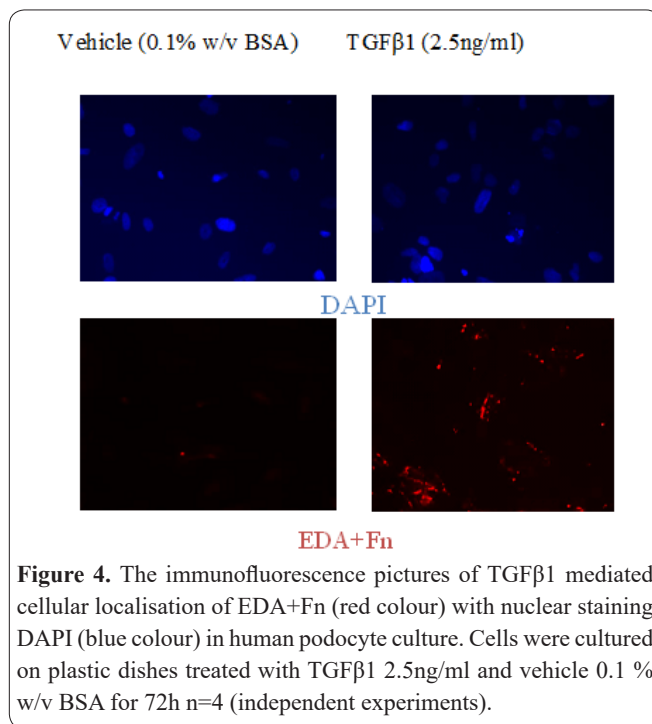 Vehicle (0.1% w/v BSA) TGFβ1 (2.5ng/ml)
DAPI
EDA+Fn
Figure 4. The immunofluorescence pictures of TGFβ1 mediated
cellular localisation of EDA+Fn (red colour) with nuclear staining
DAPI (blue colour) in human podocyte culture. Cells were cultured
on plastic dishes treated with TGFβ1 2.5ng/ml and vehicle 0.1 %
w/v BSA for 72h n=4 (independent experiments).